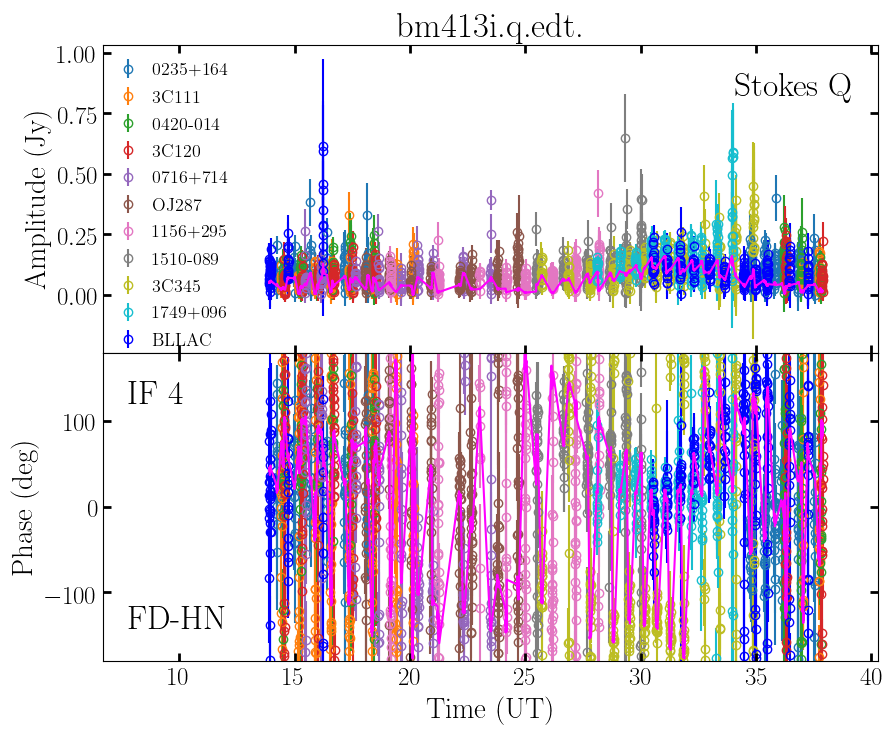 bm413i.q.edt.
Stokes Q
0235+164
3C111
0420-014
3C120
0716+714
OJ287
1156+295
1510-089
3C345
1749+096
BLLAC
Amplitude (Jy)
1.00
0.75
0.50
0.25
0.00
IF 4
FD-HN
Phase (deg)
100
0
−100
10 15 20 25 30 35 40
Time (UT)